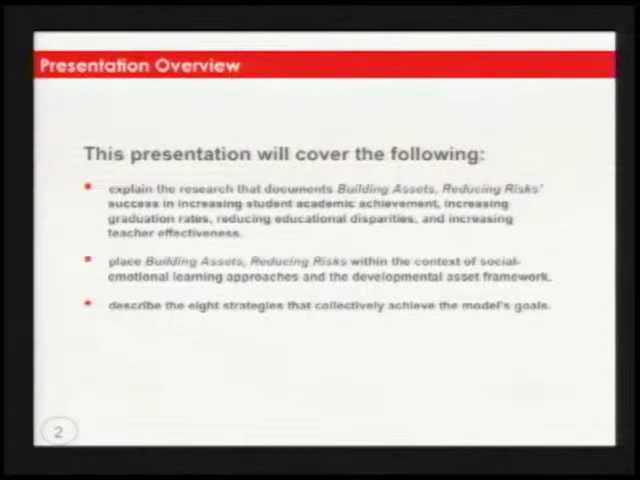 Presentation Overview
This presentation will cover the following:
explain the research that documents Building Assets, Reducing Risks'
success in increasing student academic achievement, increasing
graduation rates, reducing educational disparities, and increasing
teacher effectiveness.
place Building Assets, Reducing Risks within the context of social-
emotional learning approaches and the developmental asset framework.
describe the eight strategies that collectively achieve the model's goals.
2